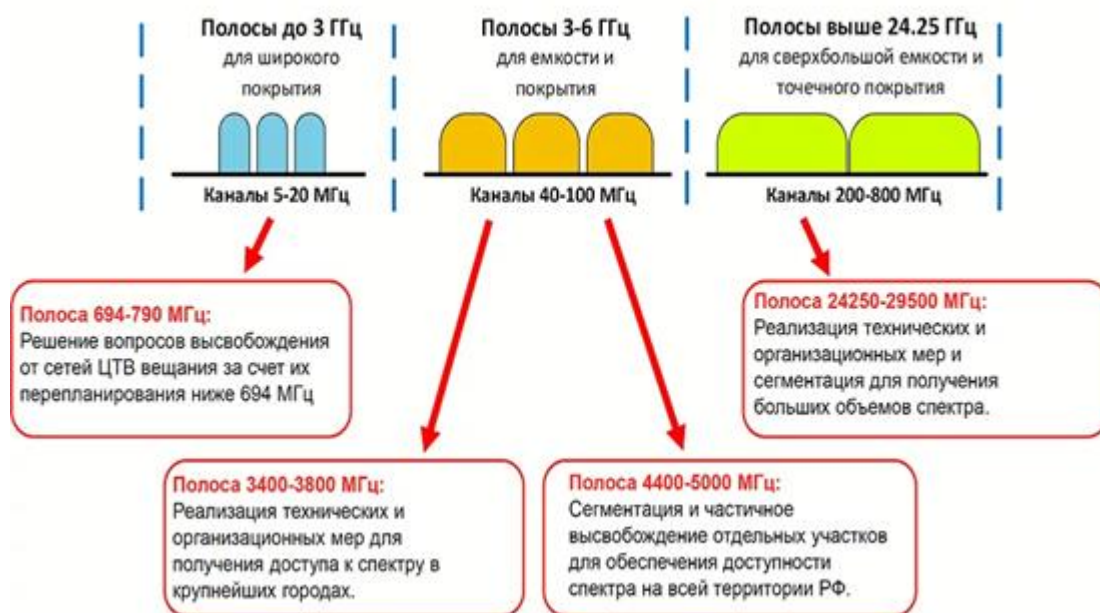 Полосы до 3 ГГц
для широкого
покрытия
Каналы 5-20 МГц
Полосы 3-6 ГГц
для емкости и
покрытия
Каналы 40-100 МГц
Полосы выше 24.25 ГГц
для сверхбольшой емкости и
точечного покрытия
Каналы 200-800 МГц
Полоса 694-790 МГц:
Решение вопросов высвобождения
от сетей ЦТВ вещания за счет их
перепланирования ниже 694 МГц
Полоса 3400-3800 МГц:
Реализация технических и
организационных мер для
получения доступа к спектру в
крупнейших городах.
Полоса 4400-5000 МГц:
Сегментация и частичное
высвобождение отдельных участков
для обеспечения доступности
спектра на всей территории РФ.
Полоса 24250-29500 МГц:
Реализация технических и
организационных мер и
сегментация для получения
больших объемов спектра.